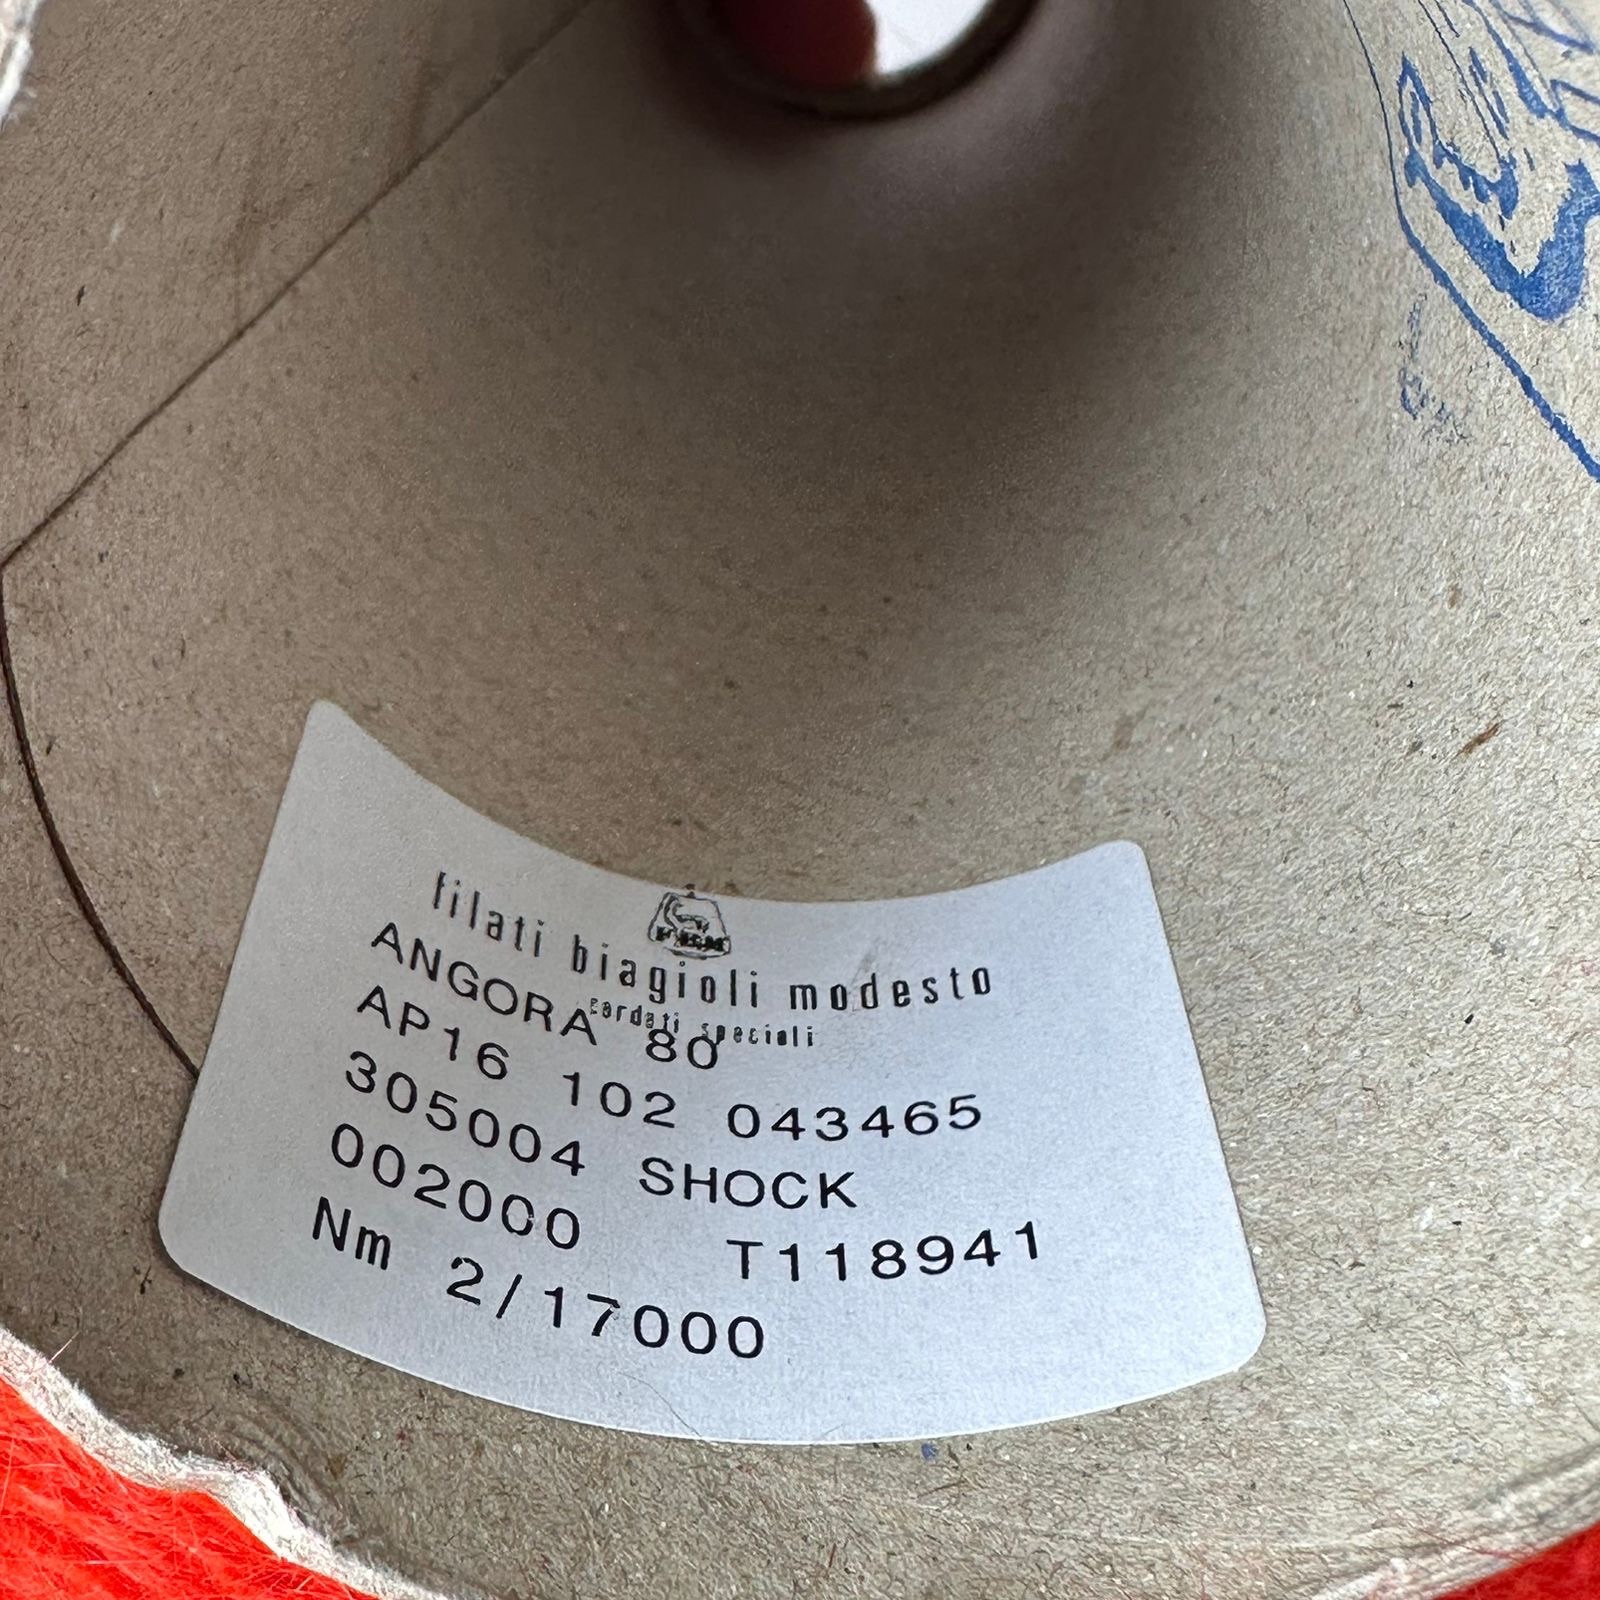 filati biagioli modesto
cardati speciali
ANGORA 80
AP16 102 043465
305004 SHOCK
002000 T118941
Nm 2/17000